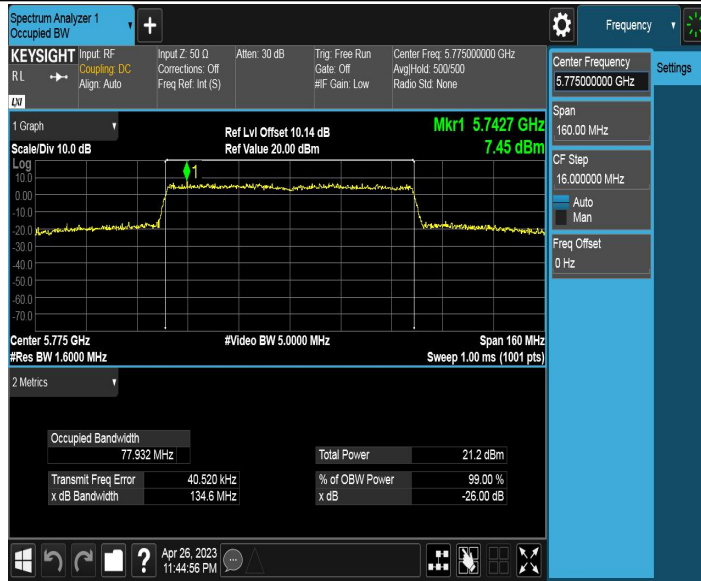 Spectrum Analyzer 1
Occupied BW
Frequency
KEYSIGHT
RL
LXI
Input: RF
Coupling: DC
Align: Auto
Input Z: 50 Ω
Corrections: Off
Freq Ref: Int (S)
Atten: 30 dB
Trig: Free Run
Gate: Off
#IF Gain: Low
Center Freq: 5.775000000 GHz
Avg|Hold: 500/500
Radio Std: None
Center Frequency
5.775000000 GHz
Settings
Span
160.00 MHz
CF Step
16.000000 MHz
Auto
Man
Freq Offset
0 Hz
1 Graph
Scale/Div 10.0 dB
Ref Lvl Offset 10.14 dB
Ref Value 20.00 dBm
Mkr1 5.7427 GHz
7.45 dBm
Log
10.0
0.00
-10.0
-20.0
-30.0
-40.0
-50.0
-60.0
-70.0
1
Center 5.775 GHz
#Res BW 1.6000 MHz
#Video BW 5.0000 MHz
Span 160 MHz
Sweep 1.00 ms (1001 pts)
2 Metrics
Occupied Bandwidth
77.932 MHz
Total Power 21.2 dBm
Transmit Freq Error 40.520 kHz
% of OBW Power 99.00 %
x dB Bandwidth 134.6 MHz
x dB -26.00 dB
?
Apr 26, 2023
11:44:56 PM